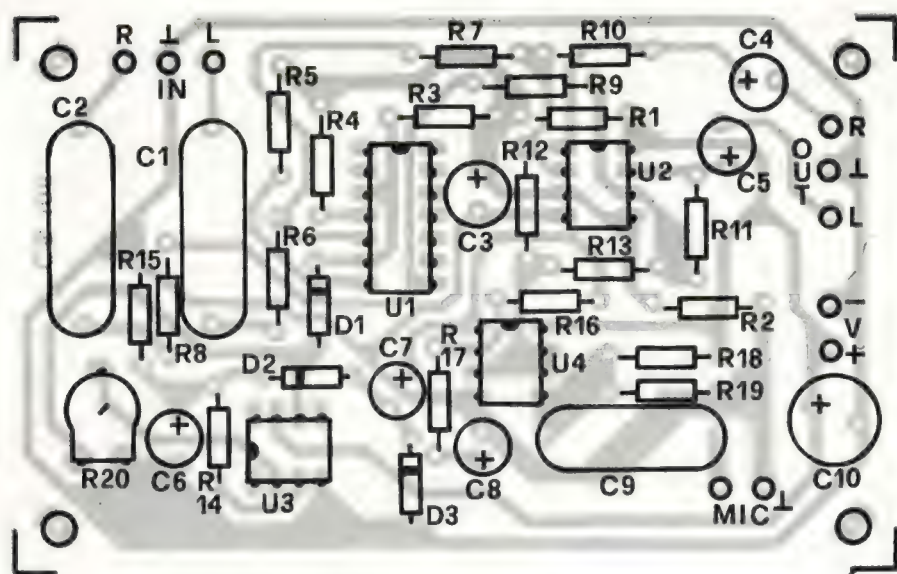 R ⊥ L
IN
R7
R10
C4
R5
R9
C2
R4
R3
R1
R
C1
R12
U2
C5
OUT
⊥
L
C3
R11
R6
R13
R15
U1
−
V
+
D1
R16
R2
R8
R
17
C7
U4
R18
D2
R19
R20
C6
R
14
U3
C8
C9
C10
D3
MIC ⊥